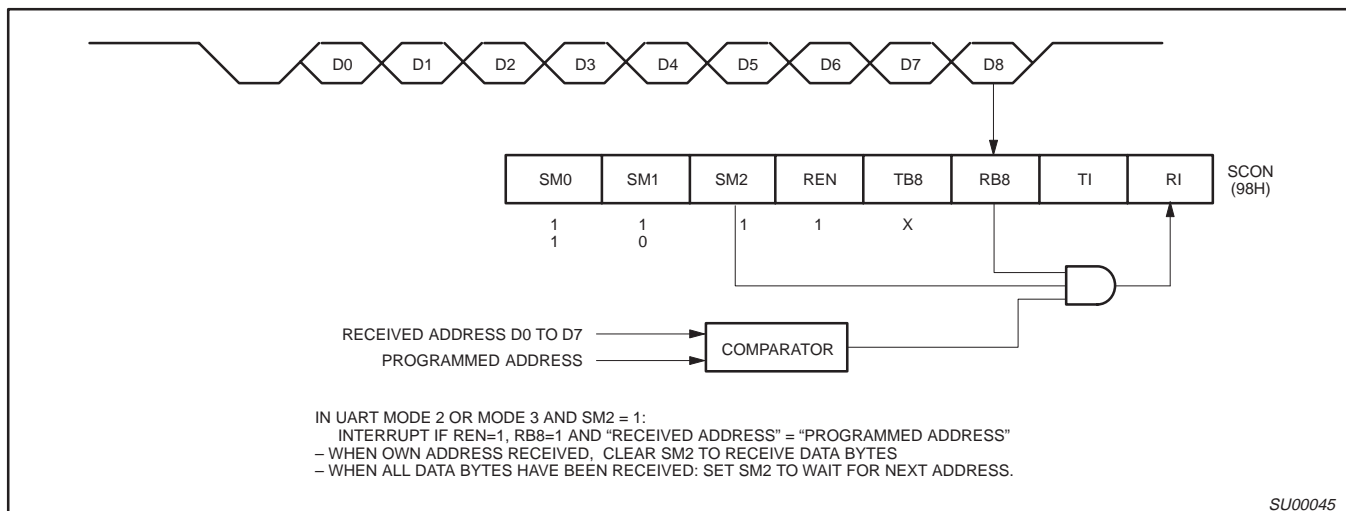 D0 D1 D2 D3 D4 D5 D6 D7 D8
SM0 SM1 SM2 REN TB8 RB8 TI RI
SCON
(98H)
1 1 1 1 X
1 0
RECEIVED ADDRESS D0 TO D7
PROGRAMMED ADDRESS
COMPARATOR
IN UART MODE 2 OR MODE 3 AND SM2 = 1:
INTERRUPT IF REN=1, RB8=1 AND “RECEIVED ADDRESS” = “PROGRAMMED ADDRESS”
– WHEN OWN ADDRESS RECEIVED, CLEAR SM2 TO RECEIVE DATA BYTES
– WHEN ALL DATA BYTES HAVE BEEN RECEIVED: SET SM2 TO WAIT FOR NEXT ADDRESS.
SU00045